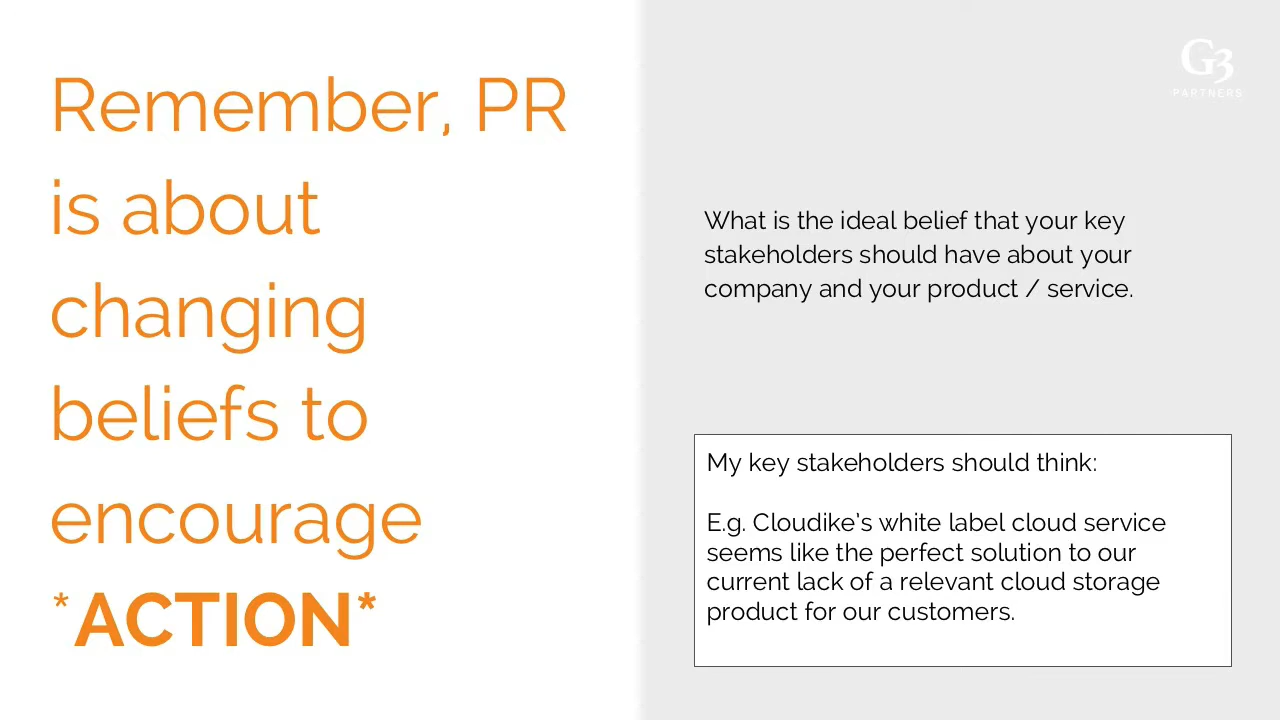 Remember, PR
is about
changing
beliefs to
encourage
*ACTION*
G3
PARTNERS
What is the ideal belief that your key
stakeholders should have about your
company and your product / service.
My key stakeholders should think:
E.g. Cloudike's white label cloud service
seems like the perfect solution to our
current lack of a relevant cloud storage
product for our customers.